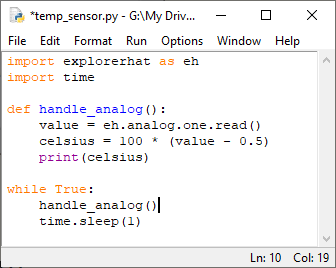 *temp_sensor.py - G:\My Driv...
File Edit Format Run Options Window Help
import explorerhat as eh
import time
def handle_analog():
    value = eh.analog.one.read()
    celsius = 100 * (value - 0.5)
    print(celsius)
while True:
    handle_analog()
    time.sleep(1)
Ln: 10 Col: 19